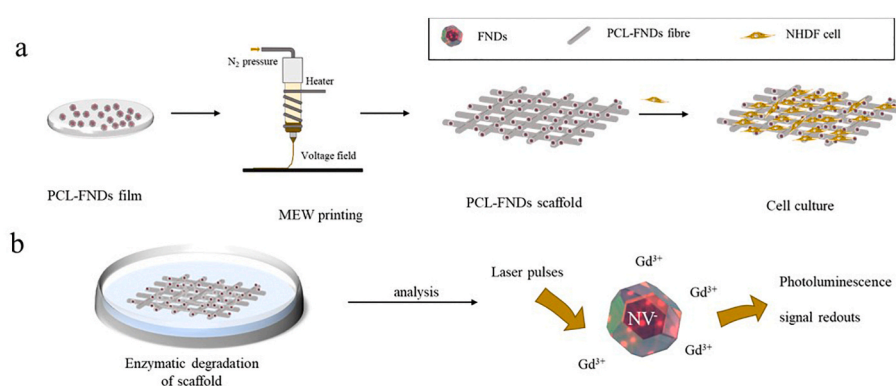 a
FNDs
PCL-FNDs fibre
NHDF cell
N₂ pressure
Heater
Voltage field
PCL-FNDs film
MEW printing
PCL-FNDs scaffold
Cell culture
b
Enzymatic degradation
of scaffold
analysis
Laser pulses
Gd³⁺
Gd³⁺
NV⁻
Gd³⁺
Gd³⁺
Photoluminescence
signal redouts